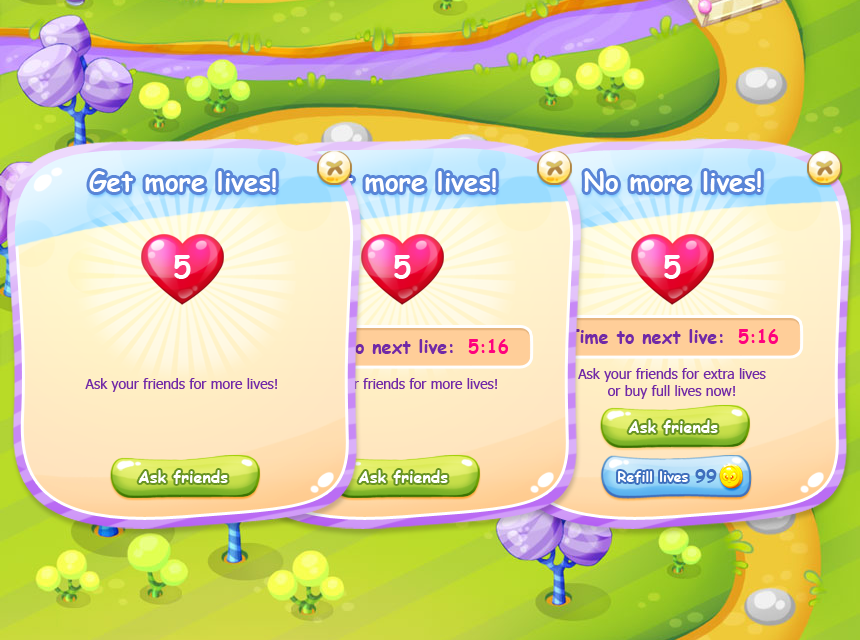 Get more lives!
5
Ask your friends for more lives!
Ask friends
more lives!
5
next live: 5:16
friends for more lives!
Ask friends
No more lives!
5
Time to next live: 5:16
Ask your friends for extra lives
or buy full lives now!
Ask friends
Refill lives 99